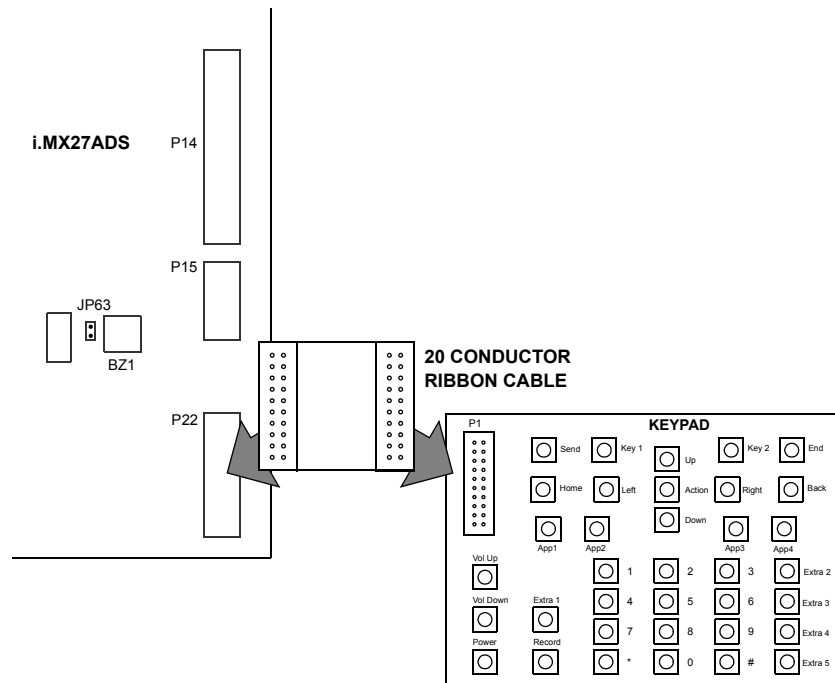 i.MX27ADS
P14
P15
JP63
BZ1
P22
20 CONDUCTOR
RIBBON CABLE
P1
KEYPAD
Send
Key 1
Up
Key 2
End
Home
Left
Action
Right
Back
Down
App1
App2
App3
App4
Vol Up
1
2
3
Extra 2
Vol Down
Extra 1
4
5
6
Extra 3
7
8
9
Extra 4
Power
Record
*
0
#
Extra 5